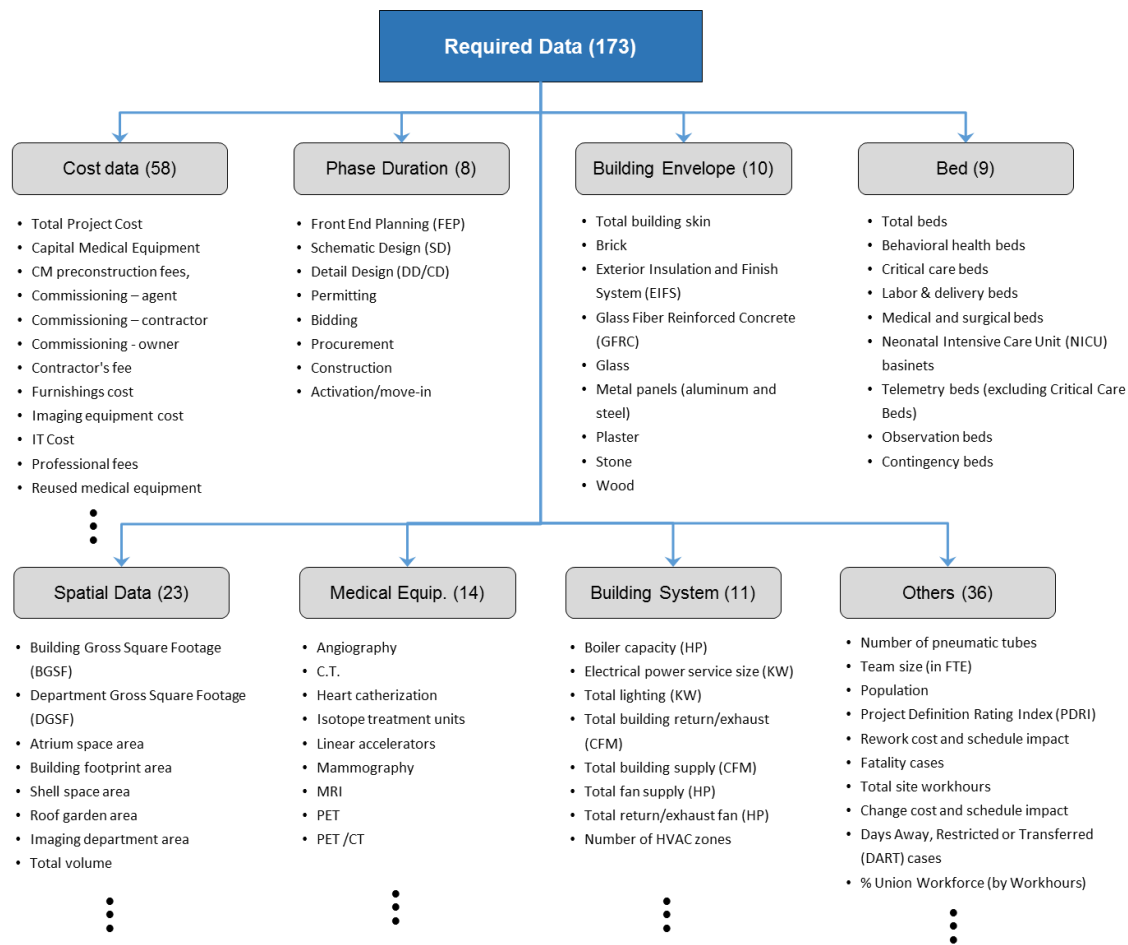 Required Data (173)
Cost data (58)
• Total Project Cost
• Capital Medical Equipment
• CM preconstruction fees,
• Commissioning – agent
• Commissioning – contractor
• Commissioning - owner
• Contractor's fee
• Furnishings cost
• Imaging equipment cost
• IT Cost
• Professional fees
• Reused medical equipment
Phase Duration (8)
• Front End Planning (FEP)
• Schematic Design (SD)
• Detail Design (DD/CD)
• Permitting
• Bidding
• Procurement
• Construction
• Activation/move-in
Building Envelope (10)
• Total building skin
• Brick
• Exterior Insulation and Finish
System (EIFS)
• Glass Fiber Reinforced Concrete
(GFRC)
• Glass
• Metal panels (aluminum and
steel)
• Plaster
• Stone
• Wood
Bed (9)
• Total beds
• Behavioral health beds
• Critical care beds
• Labor & delivery beds
• Medical and surgical beds
• Neonatal Intensive Care Unit (NICU)
basinets
• Telemetry beds (excluding Critical Care
Beds)
• Observation beds
• Contingency beds
Spatial Data (23)
• Building Gross Square Footage
(BGSF)
• Department Gross Square Footage
(DGSF)
• Atrium space area
• Building footprint area
• Shell space area
• Roof garden area
• Imaging department area
• Total volume
Medical Equip. (14)
• Angiography
• C.T.
• Heart catherization
• Isotope treatment units
• Linear accelerators
• Mammography
• MRI
• PET
• PET /CT
Building System (11)
• Boiler capacity (HP)
• Electrical power service size (KW)
• Total lighting (KW)
• Total building return/exhaust
(CFM)
• Total building supply (CFM)
• Total fan supply (HP)
• Total return/exhaust fan (HP)
• Number of HVAC zones
Others (36)
• Number of pneumatic tubes
• Team size (in FTE)
• Population
• Project Definition Rating Index (PDRI)
• Rework cost and schedule impact
• Fatality cases
• Total site workhours
• Change cost and schedule impact
• Days Away, Restricted or Transferred
(DART) cases
• % Union Workforce (by Workhours)